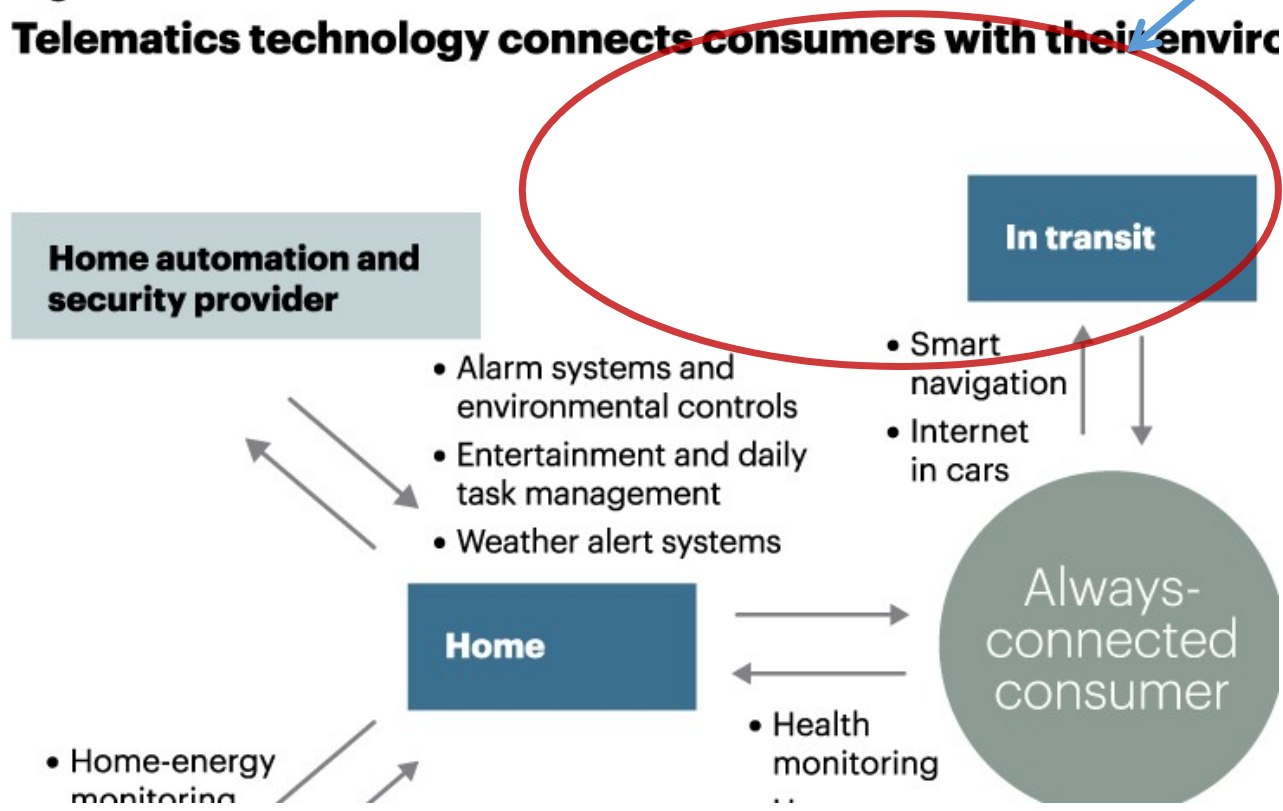 Telematics technology connects consumers with their enviro
Home automation and
security provider
In transit
• Smart
navigation
• Internet
in cars
• Alarm systems and
environmental controls
• Entertainment and daily
task management
• Weather alert systems
Home
Always-
connected
consumer
• Health
monitoring
• Home-energy
monitoring